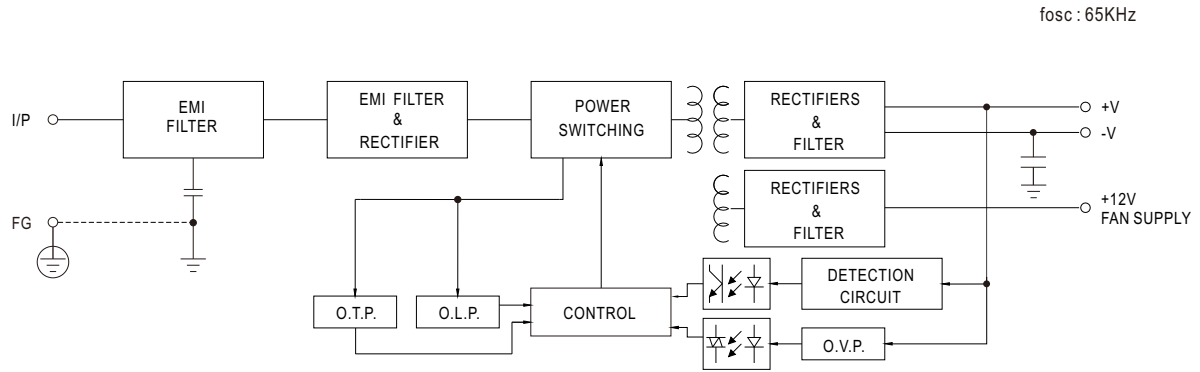 fosc : 65KHz
I/P
EMI
FILTER
EMI FILTER
&
RECTIFIER
POWER
SWITCHING
RECTIFIERS
&
FILTER
+V
-V
RECTIFIERS
&
FILTER
+12V
FAN SUPPLY
FG
DETECTION
CIRCUIT
O.T.P.
O.L.P.
CONTROL
O.V.P.